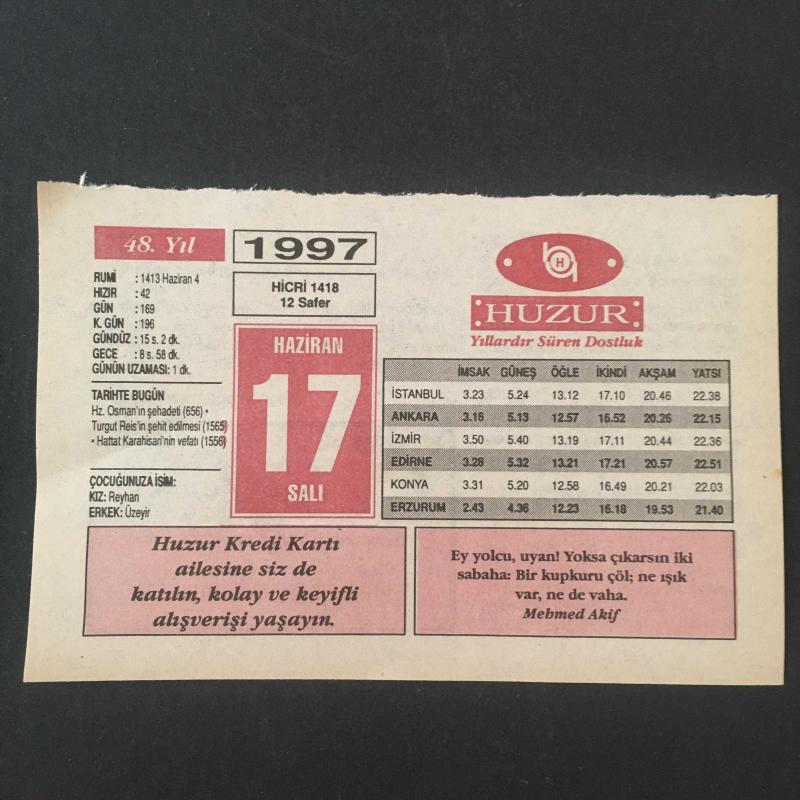 48. Yıl
1997
RUMİ : 1413 Haziran 4
HIZIR : 42
GÜN : 169
K. GÜN : 196
GÜNDÜZ : 15 s. 2 dk.
GECE : 8 s. 58 dk.
GÜNÜN UZAMASI: 1 dk.
TARİHTE BUGÜN
Hz. Osman'ın şehadeti (656) •
Turgut Reis'in şehit edilmesi (1565)
• Hattat Karahisari'nin vefatı (1556)
ÇOCUĞUNUZA İSİM:
KIZ: Reyhan
ERKEK: Üzeyir
HİCRİ 1418
12 Safer
HAZİRAN
17
SALI
H
HUZUR
Yıllardır Süren Dostluk
İMSAK GÜNEŞ ÖĞLE İKİNDİ AKŞAM YATSI
İSTANBUL 3.23 5.24 13.12 17.10 20.46 22.38
ANKARA 3.16 5.13 12.57 16.52 20.26 22.15
İZMİR 3.50 5.40 13.19 17.11 20.44 22.36
EDİRNE 3.28 5.32 13.21 17.21 20.57 22.51
KONYA 3.31 5.20 12.58 16.49 20.21 22.03
ERZURUM 2.43 4.36 12.23 16.18 19.53 21.40
Huzur Kredi Kartı
ailesine siz de
katılın, kolay ve keyifli
alışverişi yaşayın.
Ey yolcu, uyan! Yoksa çıkarsın iki
sabaha: Bir kupkuru çöl; ne ışık
var, ne de vaha.
Mehmed Akif